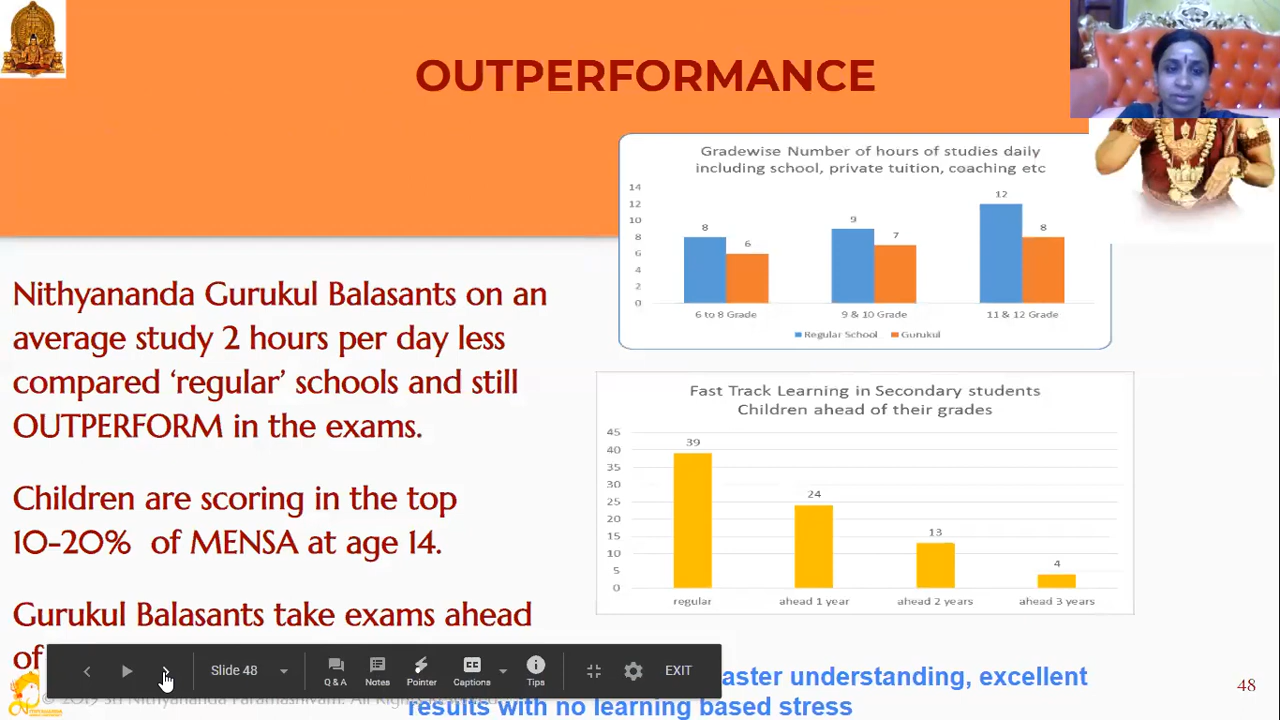 OUTPERFORMANCE
Nithyananda Gurukul Balasants on an
average study 2 hours per day less
compared ‘regular’ schools and still
OUTPERFORM in the exams.
Children are scoring in the top
10-20% of MENSA at age 14.
Gurukul Balasants take exams ahead
of
Gradewise Number of hours of studies daily
including school, private tuition, coaching etc
14
12
10
8
6
4
2
0
8
6
9
7
12
8
6 to 8 Grade
9 & 10 Grade
11 & 12 Grade
Regular School
Gurukul
Fast Track Learning in Secondary students
Children ahead of their grades
45
40
35
30
25
20
15
10
5
0
39
24
13
4
regular
ahead 1 year
ahead 2 years
ahead 3 years
aster understanding, excellent
results with no learning based stress
48
Slide 48
Q & A
Notes
Pointer
CC
Captions
Tips
EXIT
© 2019 Sri Nithyananda Paramashivam.